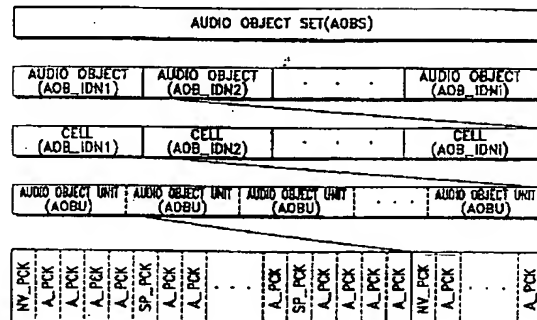 AUDIO OBJECT SET(AOBS)
AUDIO OBJECT (AOB_IDN1) AUDIO OBJECT (AOB_IDN2) . . . AUDIO OBJECT (AOB_IDNi)
CELL (AOB_IDN1) CELL (AOB_IDN2) . . . CELL (AOB_IDNi)
AUDIO OBJECT UNIT (AOBU) AUDIO OBJECT UNIT (AOBU) AUDIO OBJECT UNIT (AOBU) . . . AUDIO OBJECT UNIT (AOBU)
NV_PCK A_PCK A_PCK A_PCK A_PCK SP_PCK A_PCK A_PCK . . . A_PCK SP_PCK A_PCK A_PCK A_PCK A_PCK NV_PCK A_PCK . . . A_PCK